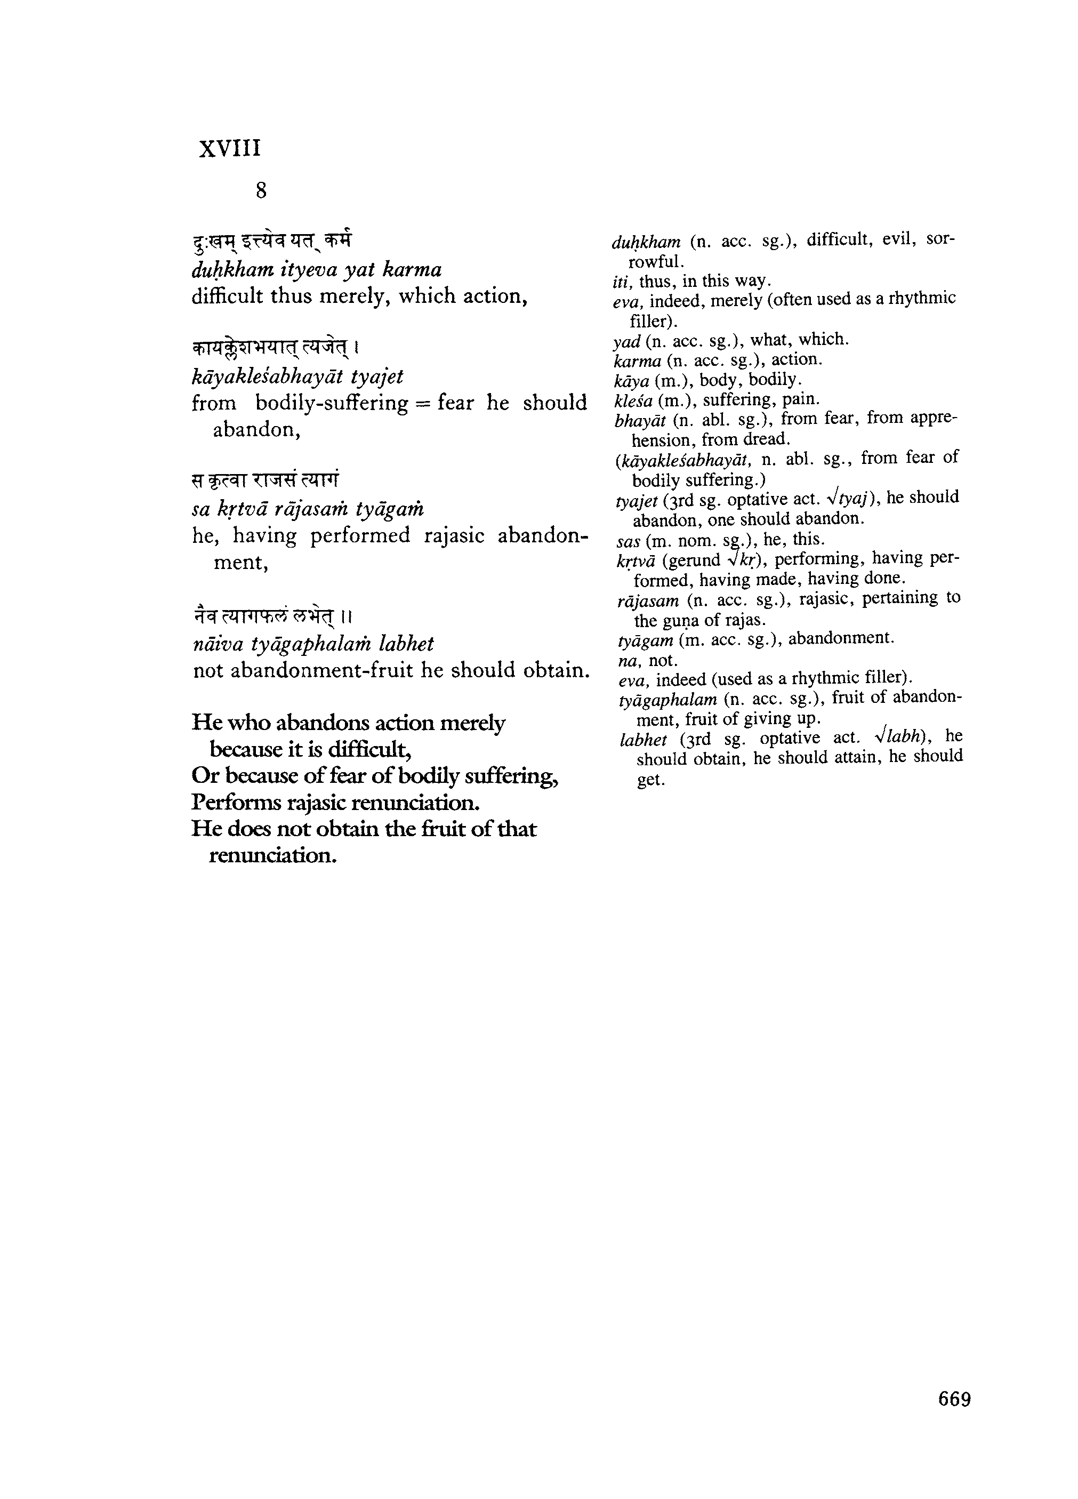 XVIII
8
दुःखम् इत्त्येव यत् कर्म
duḥkham ityeva yat karma
difficult thus merely, which action,
कायक्लेशभयात् त्यजेत् ।
kāyakleśabhayāt tyajet
from bodily-suffering = fear he should
abandon,
स कृत्वा राजसं त्यागं
sa kṛtvā rājasaṁ tyāgaṁ
he, having performed rajasic abandon-
ment,
नैव त्यागफलं लभेत् ।।
nāiva tyāgaphalaṁ labhet
not abandonment-fruit he should obtain.
He who abandons action merely
because it is difficult,
Or because of fear of bodily suffering,
Performs rajasic renunciation.
He does not obtain the fruit of that
renunciation.
duḥkham (n. acc. sg.), difficult, evil, sor-
rowful.
iti, thus, in this way.
eva, indeed, merely (often used as a rhythmic
filler).
yad (n. acc. sg.), what, which.
karma (n. acc. sg.), action.
kāya (m.), body, bodily.
kleśa (m.), suffering, pain.
bhayāt (n. abl. sg.), from fear, from appre-
hension, from dread.
(kāyakleśabhayāt, n. abl. sg., from fear of
bodily suffering.)
tyajet (3rd sg. optative act. √tyaj), he should
abandon, one should abandon.
sas (m. nom. sg.), he, this.
kṛtvā (gerund √kṛ), performing, having per-
formed, having made, having done.
rājasam (n. acc. sg.), rajasic, pertaining to
the guṇa of rajas.
tyāgam (m. acc. sg.), abandonment.
na, not.
eva, indeed (used as a rhythmic filler).
tyāgaphalam (n. acc. sg.), fruit of abandon-
ment, fruit of giving up.
labhet (3rd sg. optative act. √labh), he
should obtain, he should attain, he should
get.
669